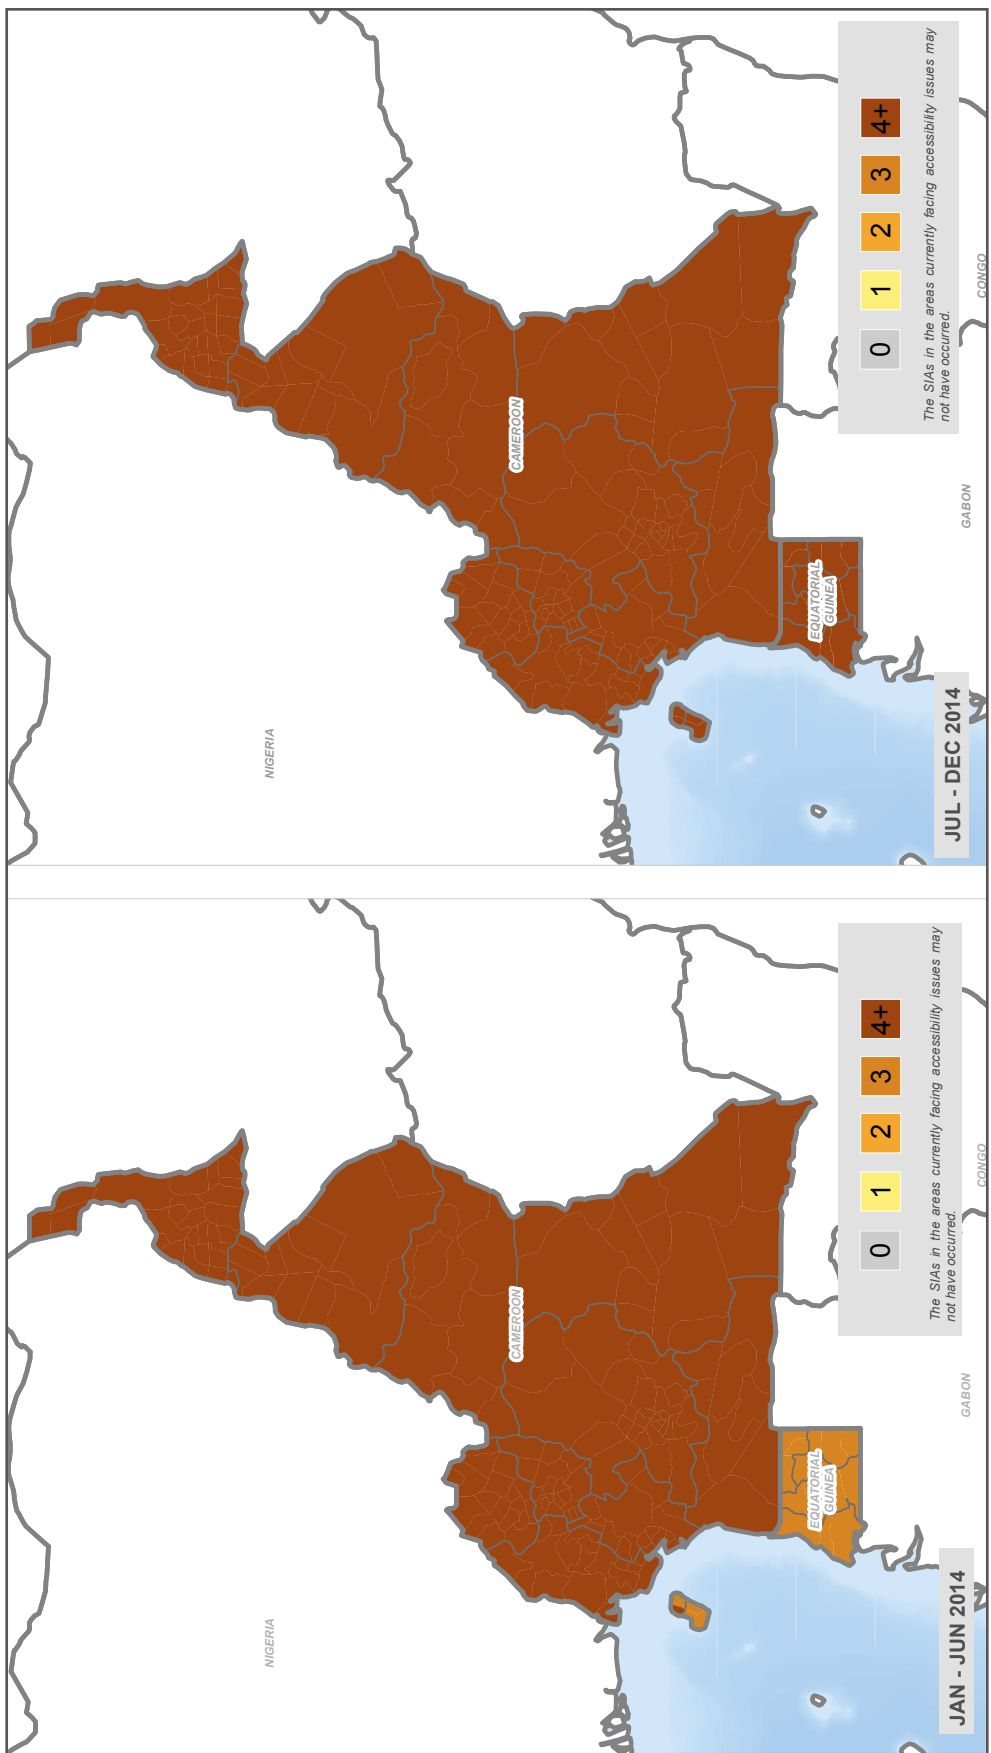 NIGERIA
CAMEROON
EQUATORIAL
GUINEA
GABON
CONGO
JAN - JUN 2014
0 1 2 3 4+
The SIAs in the areas currently facing accessibility issues may
not have occurred.
NIGERIA
CAMEROON
EQUATORIAL
GUINEA
GABON
CONGO
JUL - DEC 2014
0 1 2 3 4+
The SIAs in the areas currently facing accessibility issues may
not have occurred.